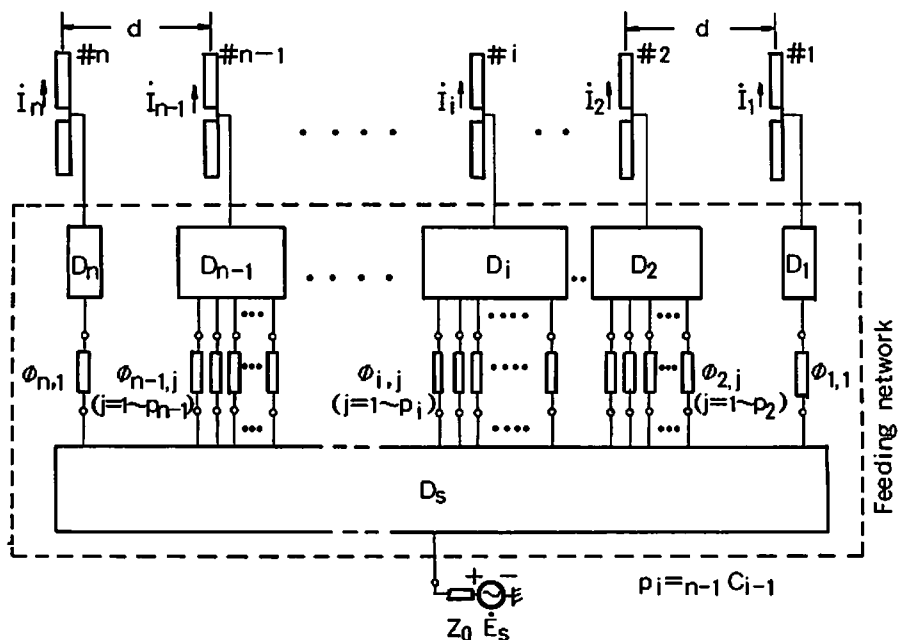 d d
#n #n-1 #i #2 #1
İn İn-1 İi İ2 İ1
Dn Dn-1 Di D2 D1
ϕn,1 ϕn-1,j ϕi,j ϕ2,j ϕ1,1
(j=1~pn-1) (j=1~pi) (j=1~p2)
Ds
Feeding network
+ −
Z0 Ės
pi=n-1Ci-1